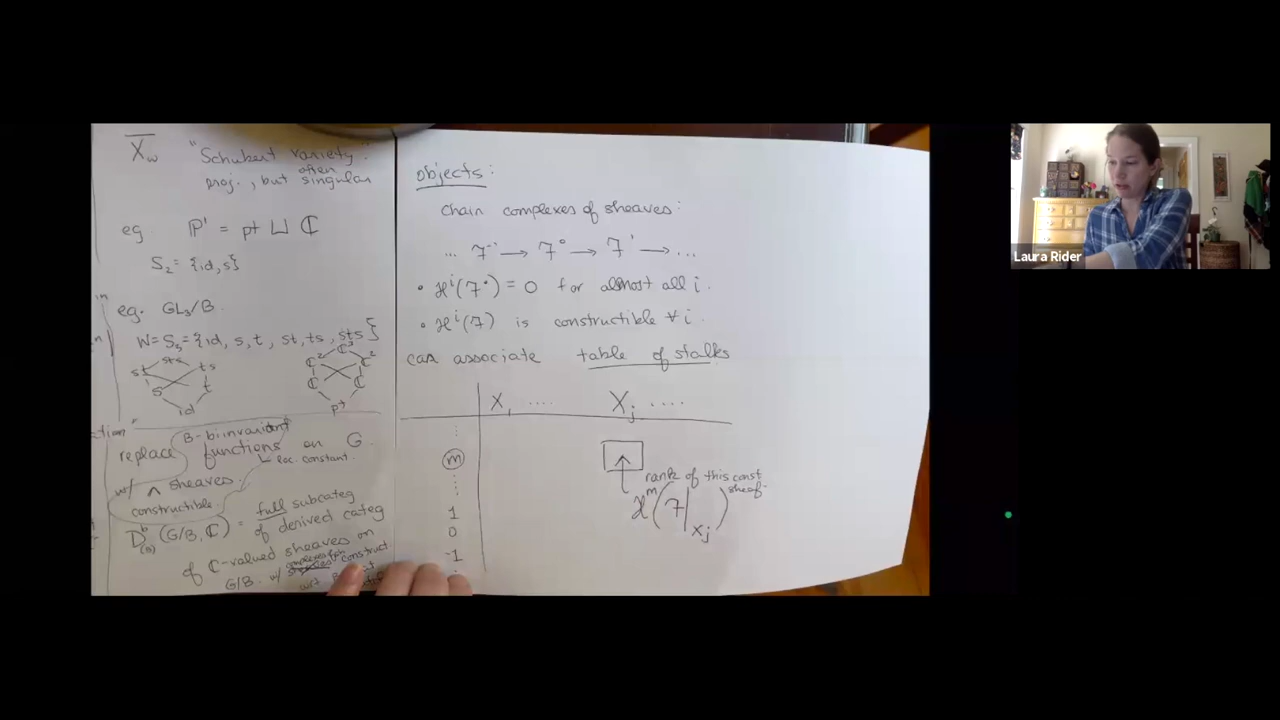 X̅_w "Schubert variety"
proj., but often singular
eg ℙ¹ = pt ⊔ ℂ
S₂ = {id, s}
eg. GL₃/B
W = S₃ = {id, s, t, st, ts, sts}
sts
st ts
s t
id
ℂ³
ℂ² ℂ²
ℂ ℂ
pt
B-biinvariant
replace functions on G
loc. constant
w/ ^ sheaves.
constructible
D^b_(B)(G/B, ℂ) = full subcateg
of derived categ
of ℂ-valued sheaves on
G/B w/ construct
objects:
chain complexes of sheaves:
... F⁻¹ → F⁰ → F¹ → ...
• ℋⁱ(F•) = 0 for almost all i.
• ℋⁱ(F) is constructible ∀ i.
can associate table of stalks
X₁ .... X_j ....
m
1
0
-1
rank of this const sheaf.
ℋ^m(F|_{X_j})
Laura Rider